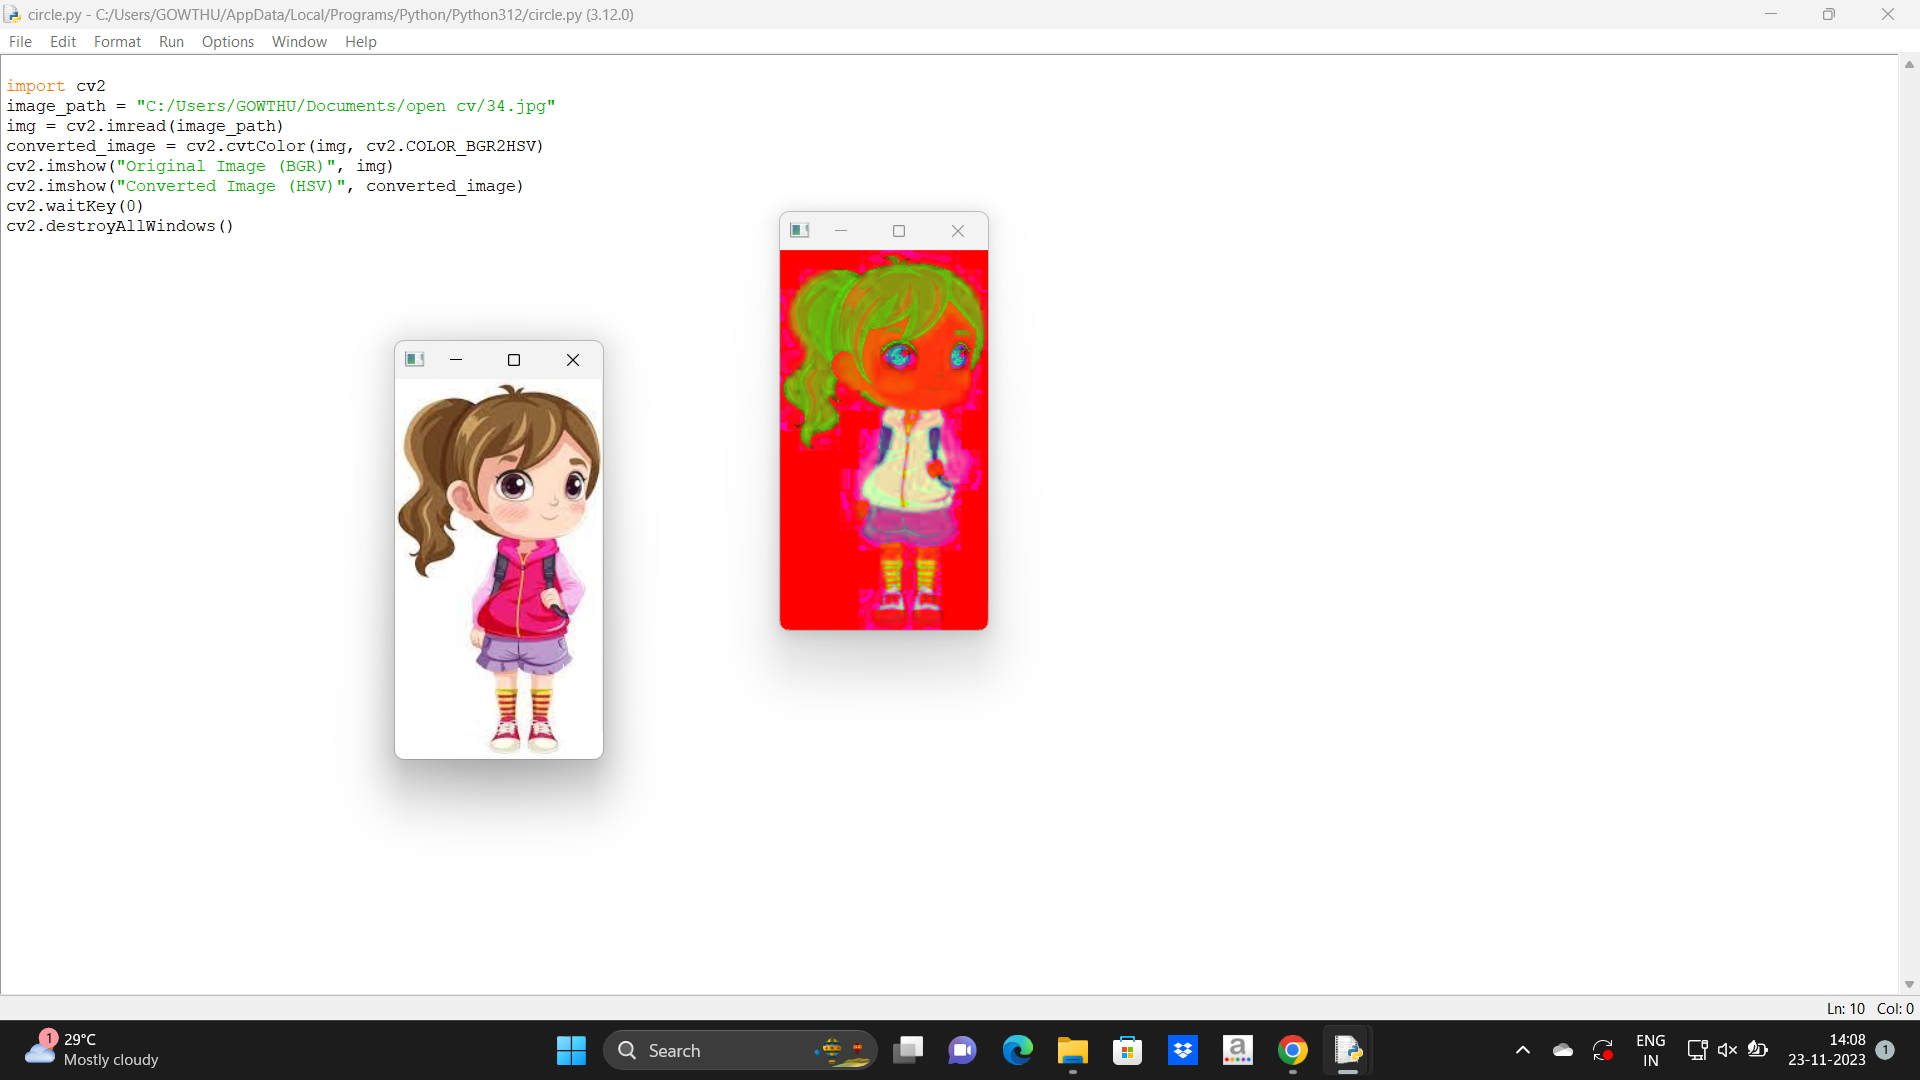 circle.py - C:/Users/GOWTHU/AppData/Local/Programs/Python/Python312/circle.py (3.12.0)
File Edit Format Run Options Window Help
import cv2
image_path = "C:/Users/GOWTHU/Documents/open cv/34.jpg"
img = cv2.imread(image_path)
converted_image = cv2.cvtColor(img, cv2.COLOR_BGR2HSV)
cv2.imshow("Original Image (BGR)", img)
cv2.imshow("Converted Image (HSV)", converted_image)
cv2.waitKey(0)
cv2.destroyAllWindows()
Ln: 10 Col: 0
1
29°C
Mostly cloudy
Search
a
ENG
IN
14:08
23-11-2023
1